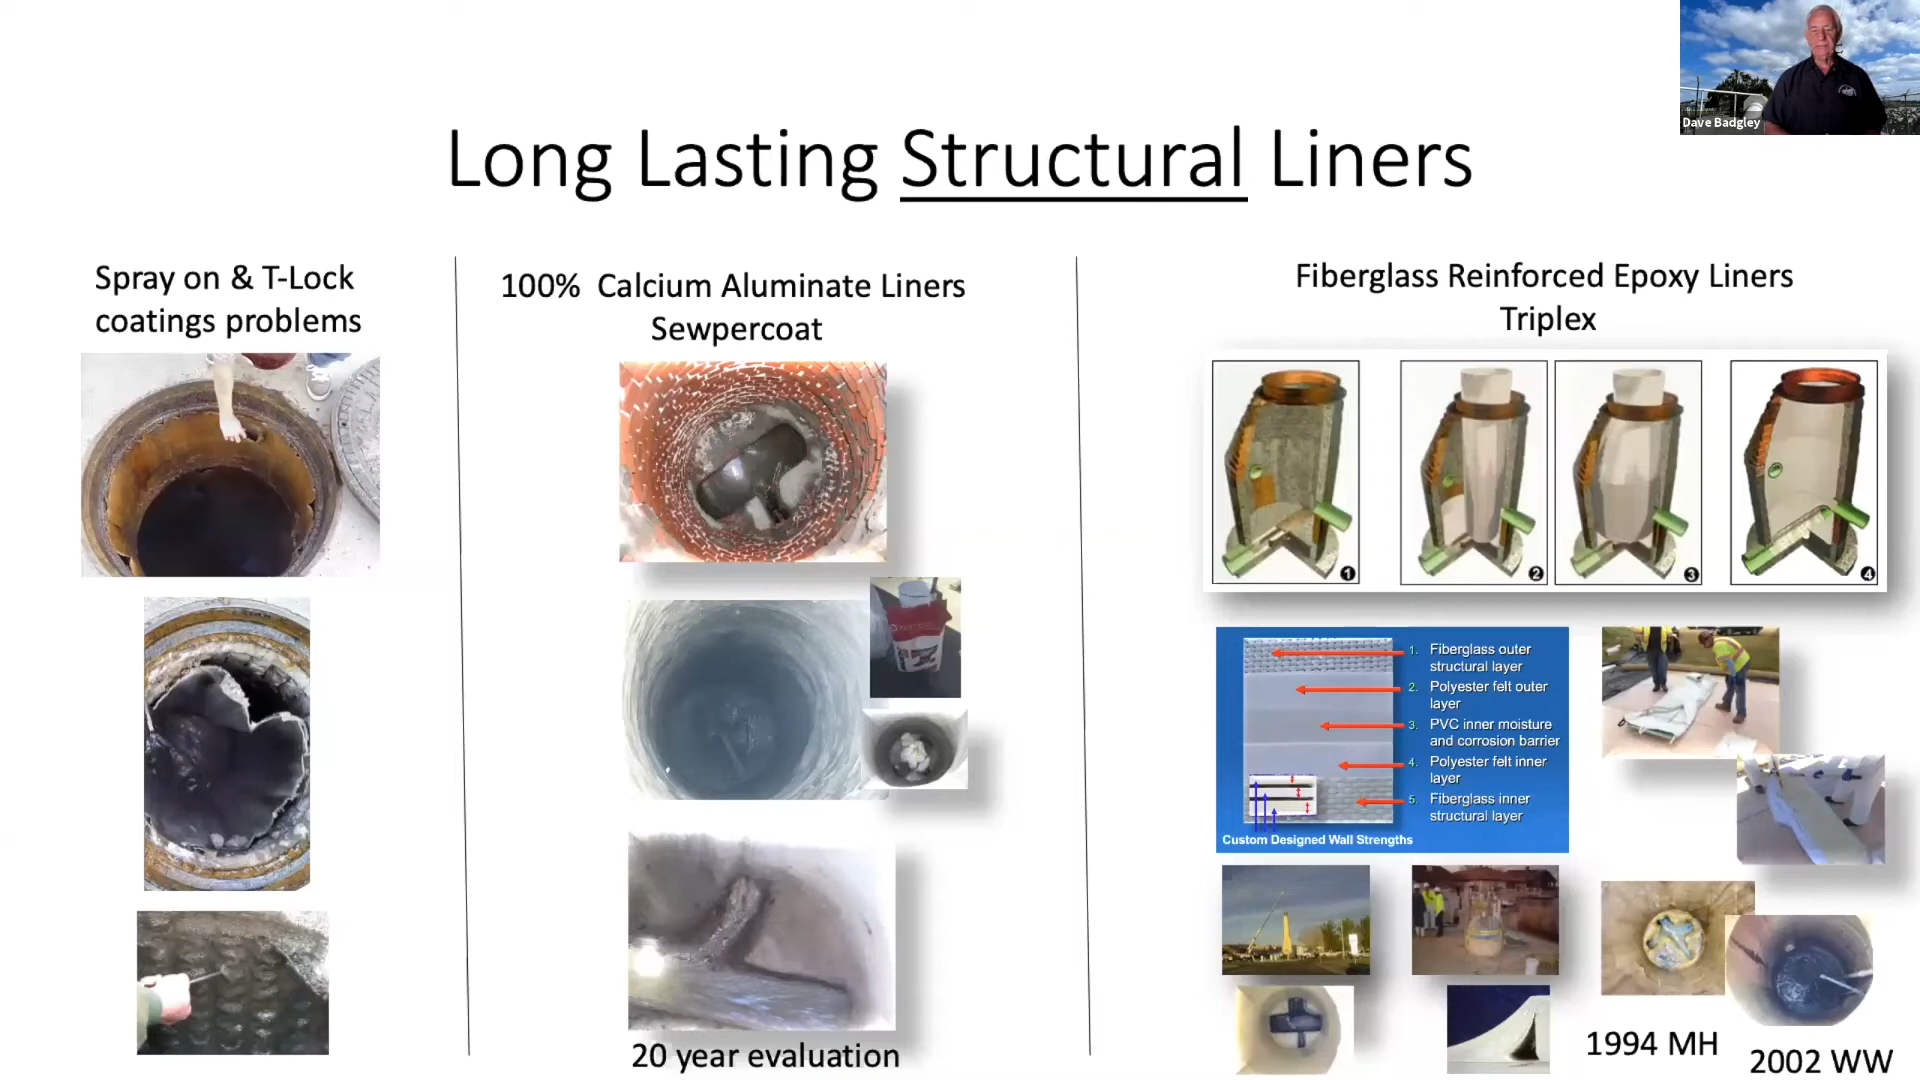 Dave Badgley
Long Lasting Structural Liners
Spray on & T-Lock
coatings problems
100% Calcium Aluminate Liners
Sewpercoat
20 year evaluation
Fiberglass Reinforced Epoxy Liners
Triplex
1
2
3
4
1. Fiberglass outer
structural layer
2. Polyester felt outer
layer
3. PVC inner moisture
and corrosion barrier
4. Polyester felt inner
layer
5. Fiberglass inner
structural layer
Custom Designed Wall Strengths
1994 MH
2002 WW